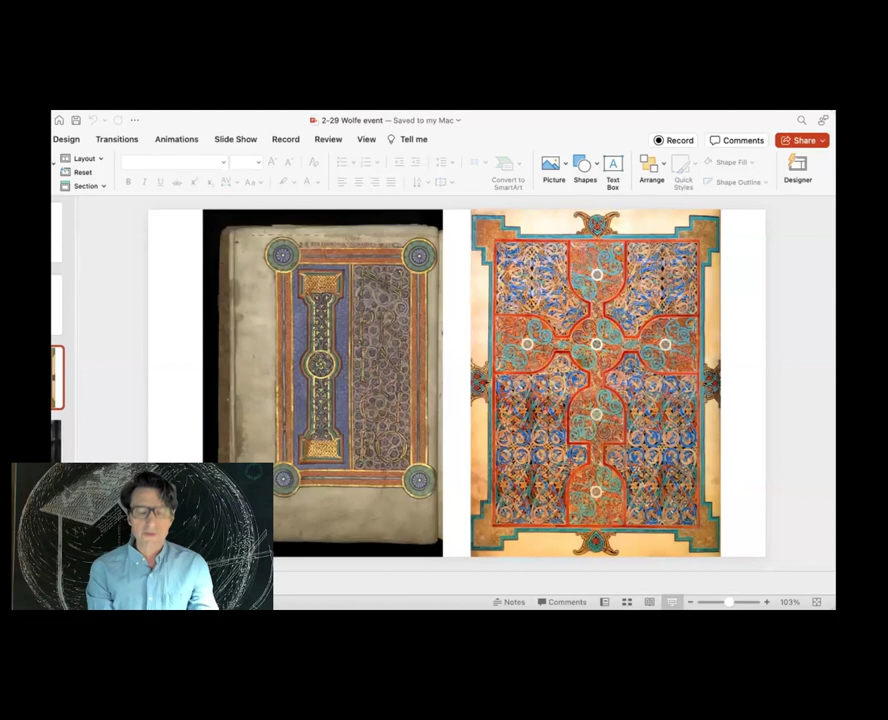 2-29 Wolfe event — Saved to my Mac
Design Transitions Animations Slide Show Record Review View Tell me
Record Comments Share
Layout
Reset
Section
B I U
Aa
A
Convert to
SmartArt
Picture
Shapes
Text
Box
Arrange
Quick
Styles
Shape Fill
Shape Outline
Designer
Notes Comments 103%